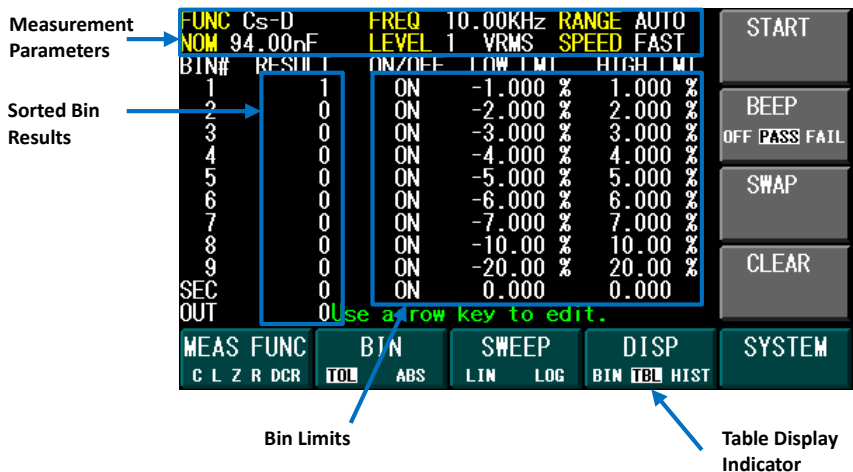 Measurement Parameters
FUNC Cs-D FREQ 10.00KHz RANGE AUTO
NOM 94.00nF LEVEL 1 VRMS SPEED FAST
START
BIN# RESULT ON/OFF LOW LMT HIGH LMT
1 1 ON -1.000 % 1.000 %
Sorted Bin Results
2 0 ON -2.000 % 2.000 %
BEEP
3 0 ON -3.000 % 3.000 %
OFF PASS FAIL
4 0 ON -4.000 % 4.000 %
5 0 ON -5.000 % 5.000 %
SWAP
6 0 ON -6.000 % 6.000 %
7 0 ON -7.000 % 7.000 %
8 0 ON -10.00 % 10.00 %
9 0 ON -20.00 % 20.00 %
CLEAR
SEC 0 ON 0.000 0.000
OUT 0 Use arrow key to edit.
MEAS FUNC BIN SWEEP DISP SYSTEM
C L Z R DCR TOL ABS LIN LOG BIN TBL HIST
Bin Limits
Table Display Indicator